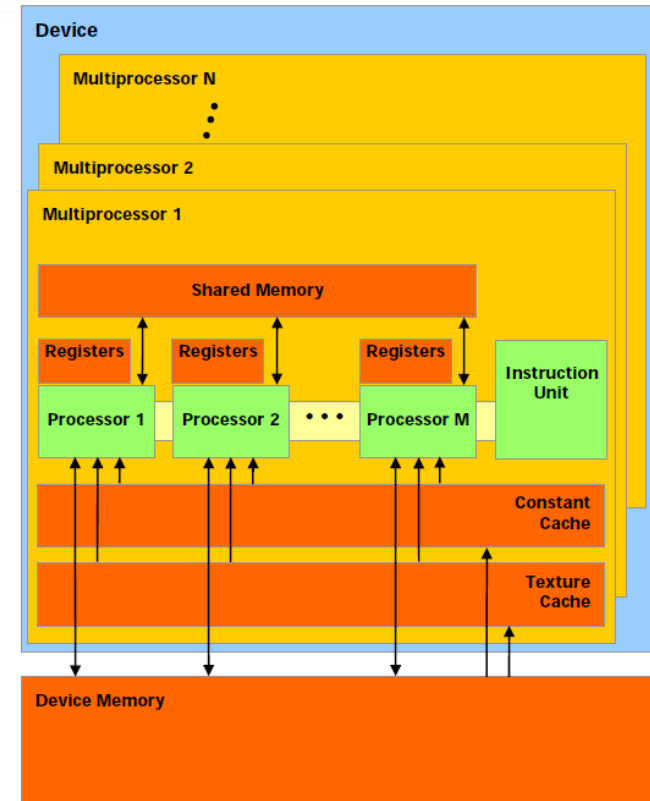 Device
Multiprocessor N
Multiprocessor 2
Multiprocessor 1
Shared Memory
Registers
Registers
Registers
Instruction
Unit
Processor 1
Processor 2
• • •
Processor M
Constant
Cache
Texture
Cache
Device Memory